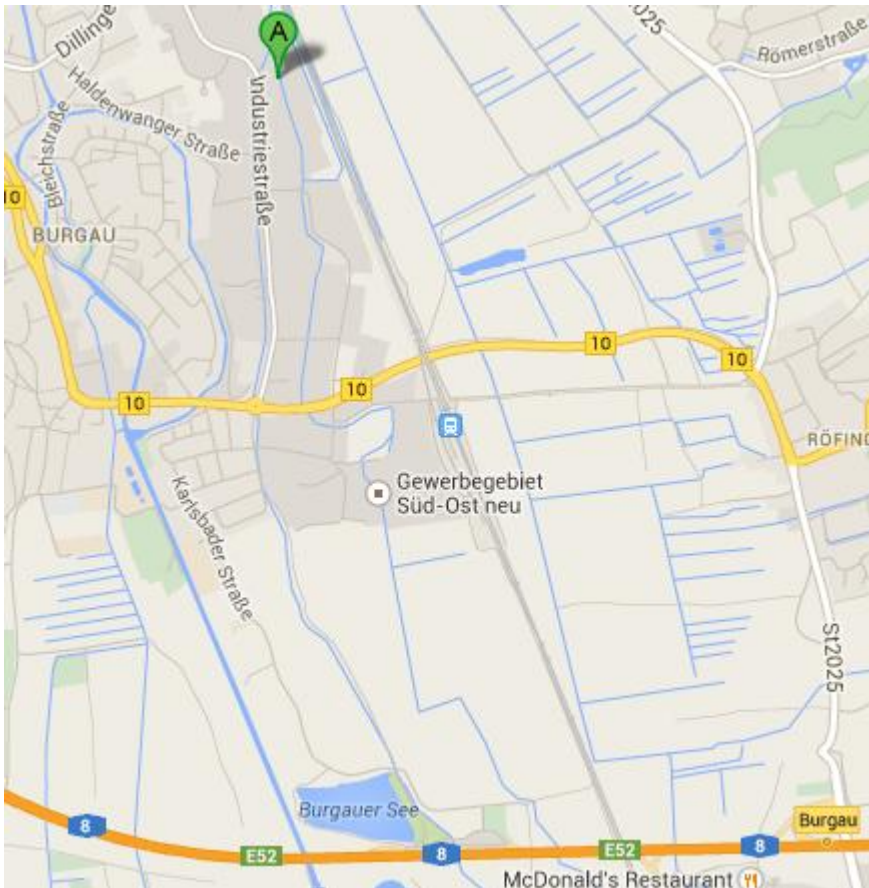 2025
A
Dillinge
Römerstraße
Haldenwanger Straße
Industriestraße
Bleichstraße
10
BURGAU
10
10
10
10
RÖFING
Gewerbegebiet
Süd-Ost neu
Karlsbader Straße
St2025
Burgauer See
8
E52
8
E52
8
Burgau
McDonald's Restaurant